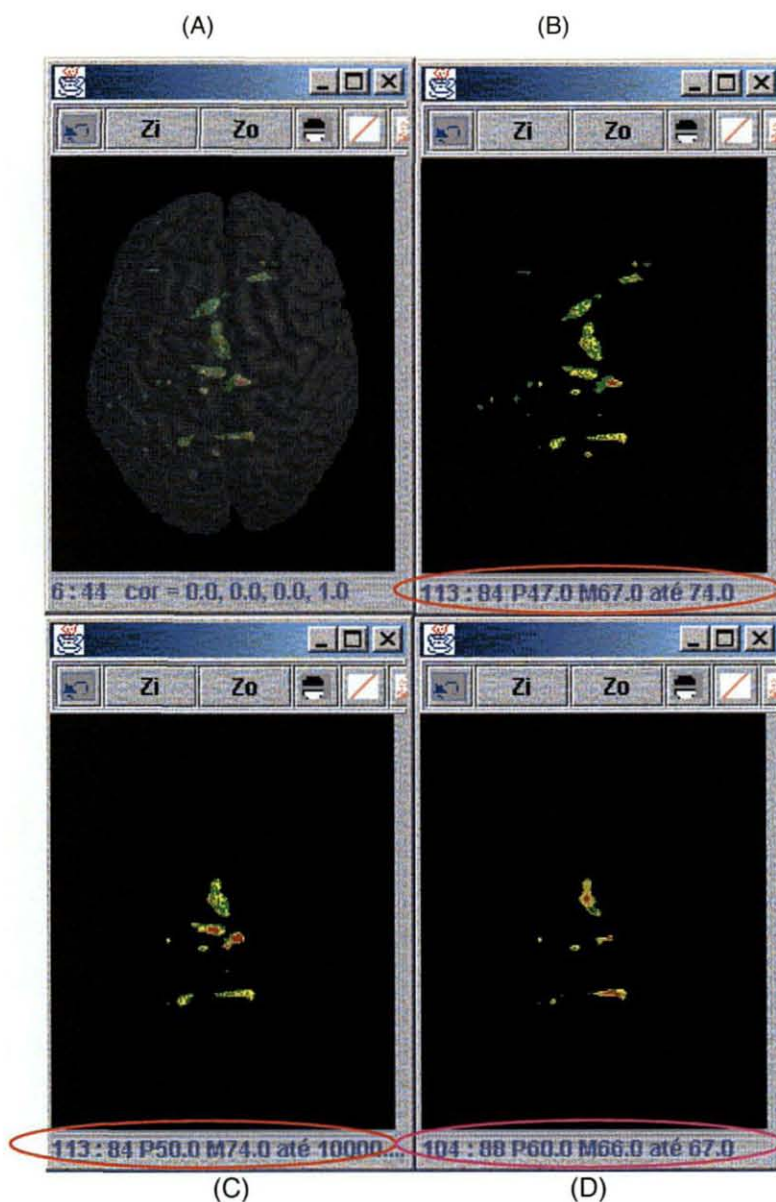 (A) (B)
Zi Zo
Zi Zo
6 : 44 cor = 0.0, 0.0, 0.0, 1.0
113 : 84 P47.0 M67.0 até 74.0
Zi Zo
Zi Zo
113 : 84 P50.0 M74.0 até 10000....
104 : 88 P60.0 M66.0 até 67.0
(C) (D)